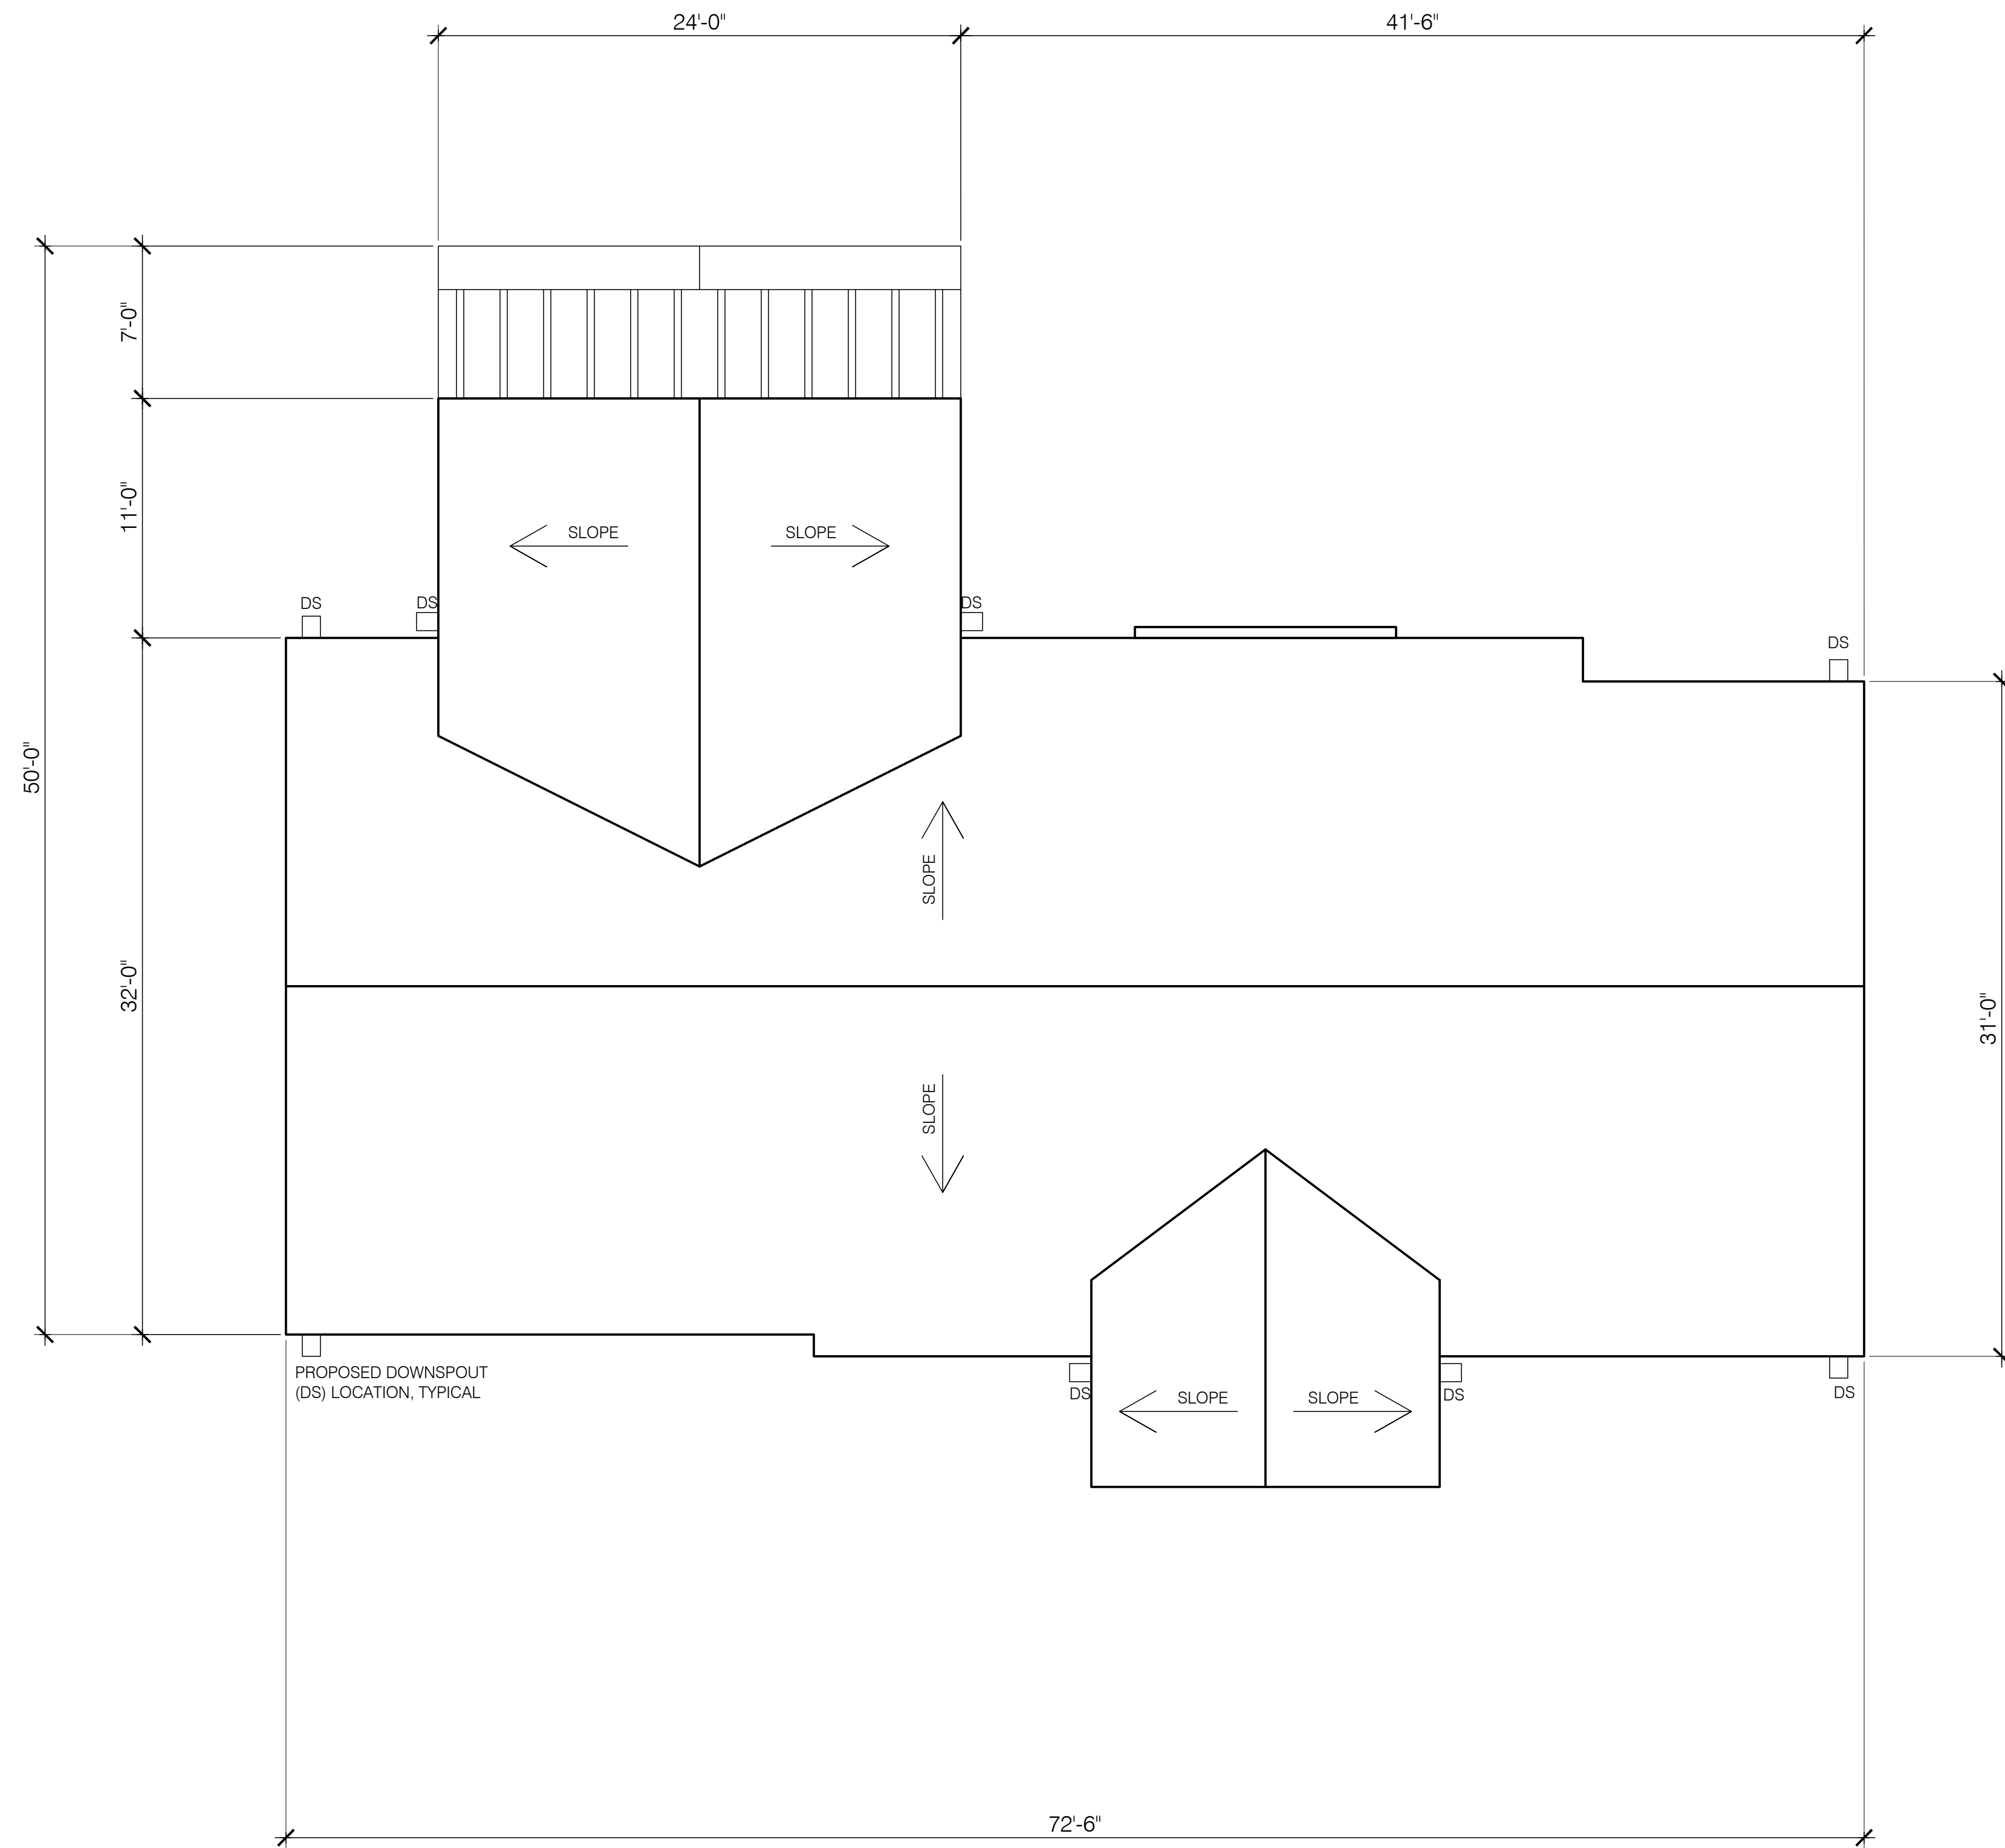 24'-0"
41'-6"
7'-0"
11'-0"
SLOPE
SLOPE
DS
DS
DS
DS
50'-0"
SLOPE
32'-0"
31'-0"
SLOPE
PROPOSED DOWNSPOUT
(DS) LOCATION, TYPICAL
DS
SLOPE
SLOPE
DS
DS
72'-6"